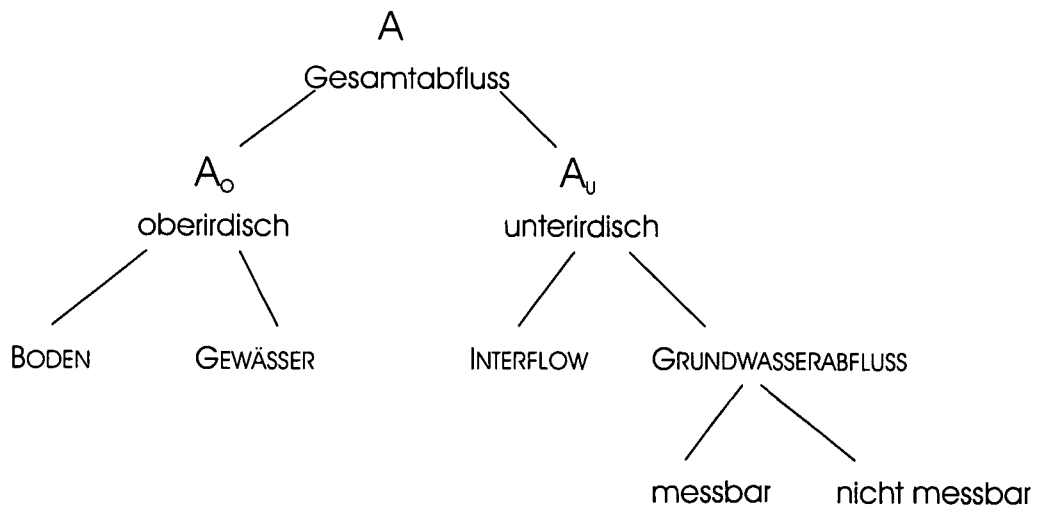 A
Gesamtabfluss
Ao Au
oberirdisch unterirdisch
BODEN GEWÄSSER INTERFLOW GRUNDWASSERABFLUSS
messbar nicht messbar